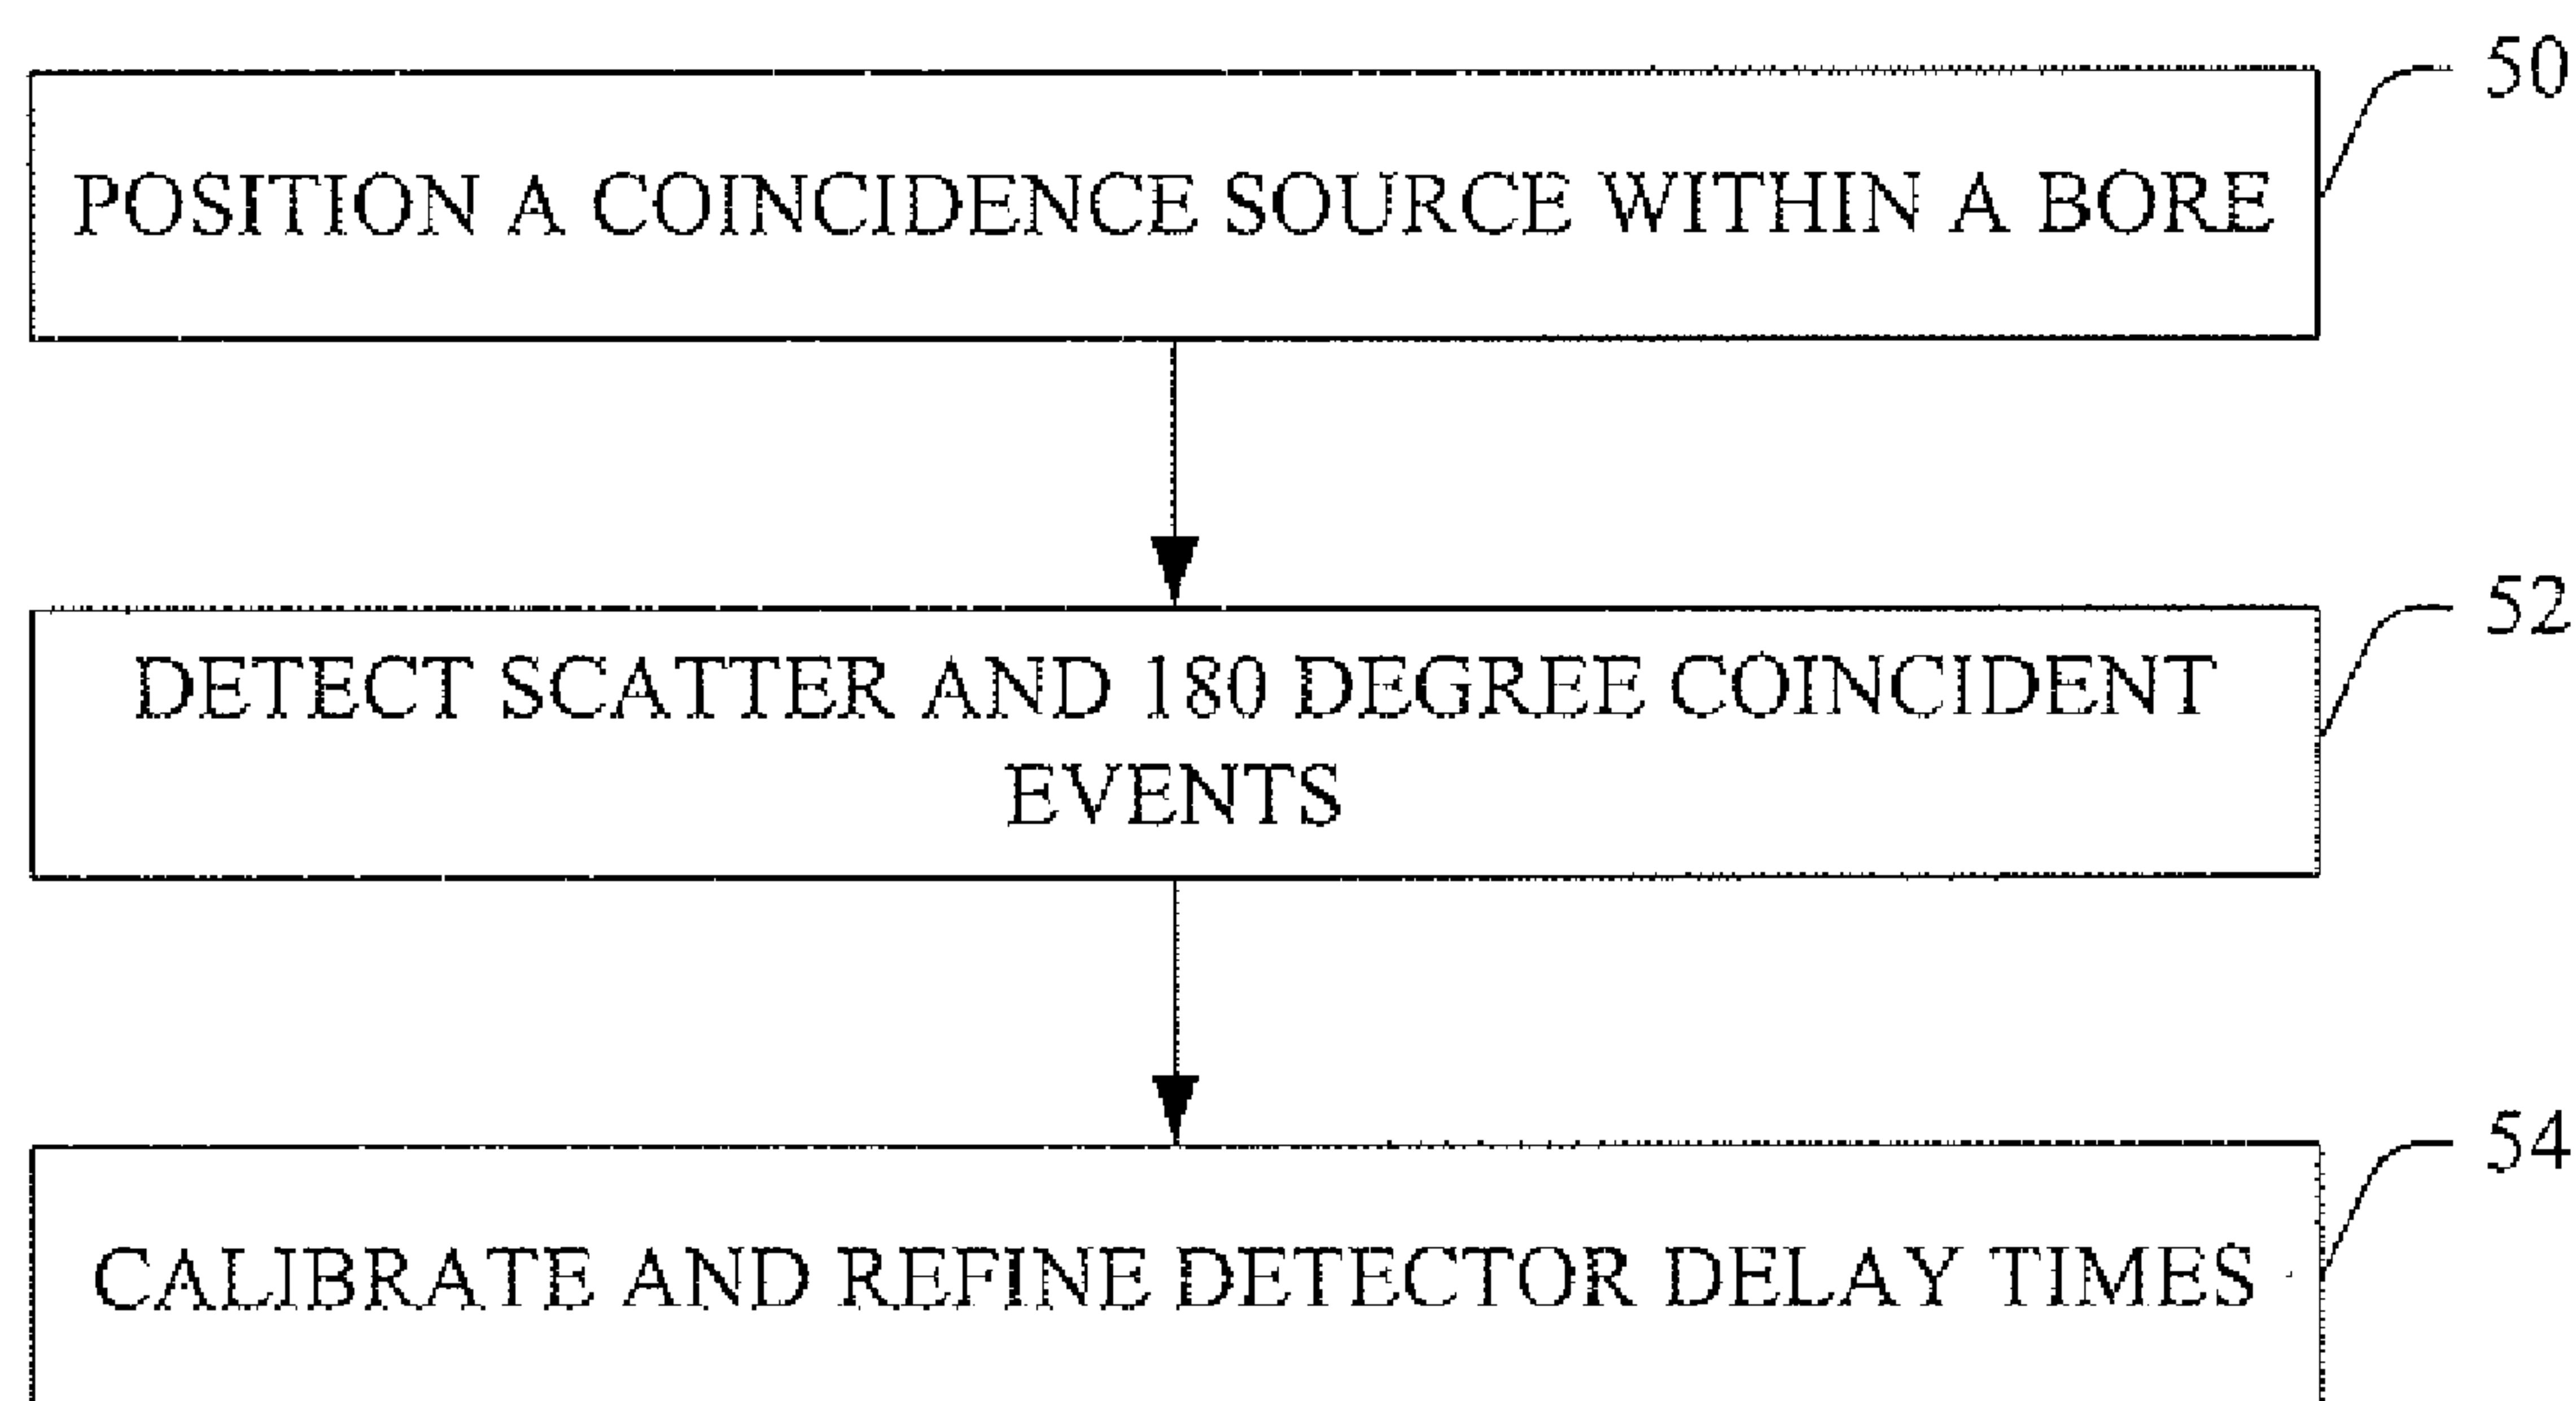 50
POSITION A COINCIDENCE SOURCE WITHIN A BORE
52
DETECT SCATTER AND 180 DEGREE COINCIDENT
EVENTS
54
CALIBRATE AND REFINE DETECTOR DELAY TIMES